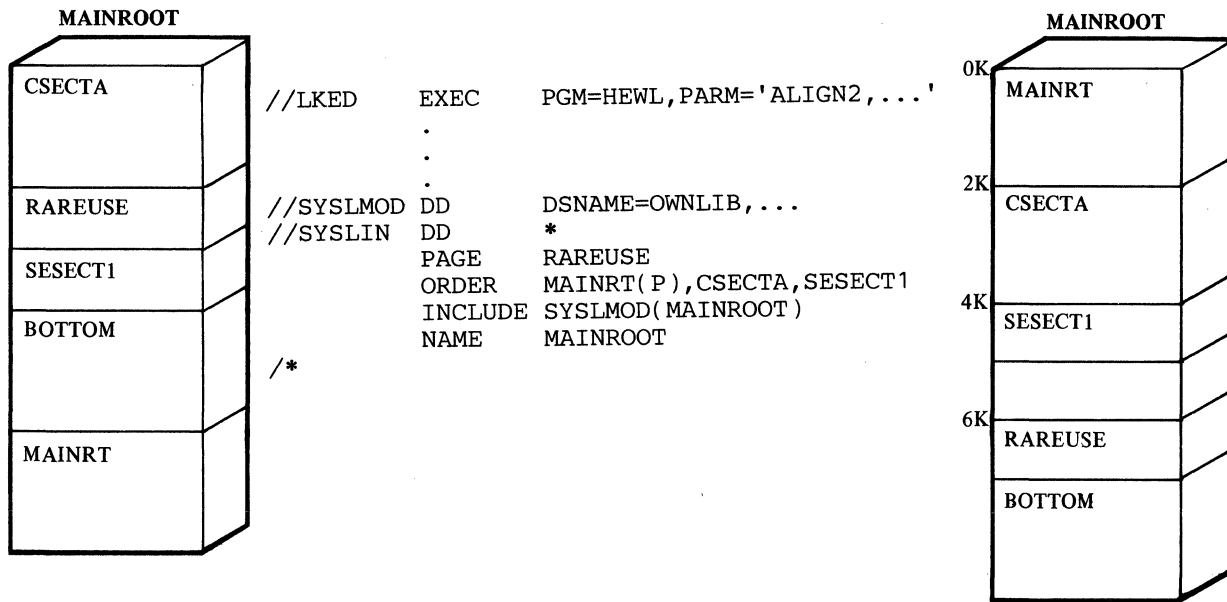 MAINROOT
CSECTA
RAREUSE
SESECT1
BOTTOM
MAINRT
//LKED EXEC PGM=HEWL,PARM='ALIGN2,...'
.
.
.
//SYSLMOD DD DSNAME=OWNLIB,...
//SYSLIN DD *
PAGE RAREUSE
ORDER MAINRT(P),CSECTA,SESECT1
INCLUDE SYSLMOD(MAINROOT)
NAME MAINROOT
/*
MAINROOT
0K
MAINRT
2K
CSECTA
4K
SESECT1
6K
RAREUSE
BOTTOM